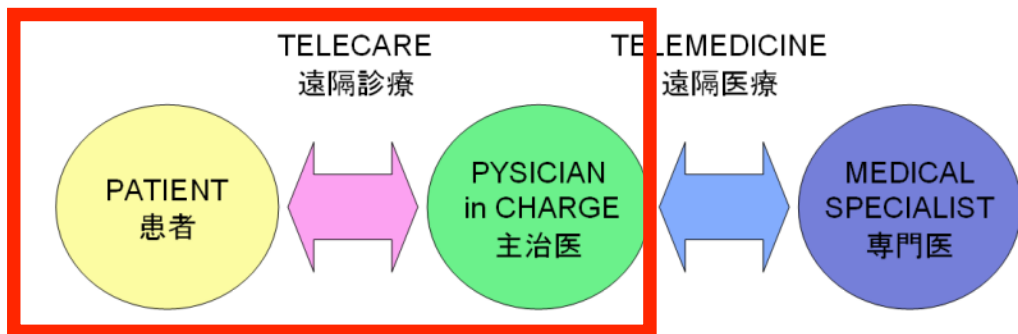 TELECARE
遠隔診療
TELEMEDICINE
遠隔医療
PATIENT
患者
PYSICIAN
in CHARGE
主治医
MEDICAL
SPECIALIST
専門医